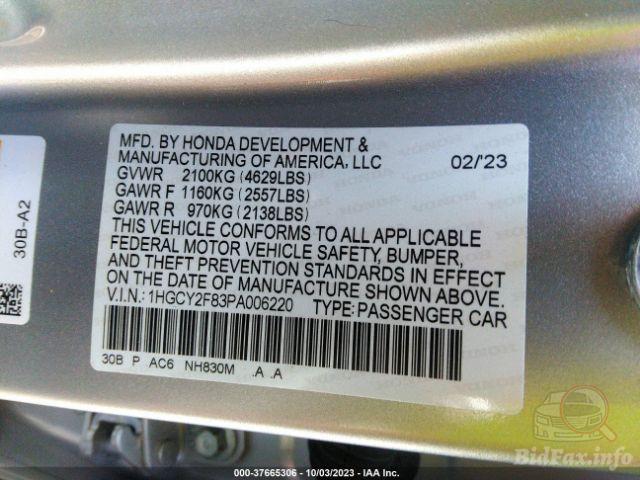 MFD. BY HONDA DEVELOPMENT &
MANUFACTURING OF AMERICA, LLC 02/'23
GVWR 2100KG (4629LBS)
GAWR F 1160KG (2557LBS)
GAWR R 970KG (2138LBS)
THIS VEHICLE CONFORMS TO ALL APPLICABLE
FEDERAL MOTOR VEHICLE SAFETY, BUMPER,
AND THEFT PREVENTION STANDARDS IN EFFECT
ON THE DATE OF MANUFACTURE SHOWN ABOVE.
V.I.N.: 1HGCY2F83PA006220 TYPE:PASSENGER CAR
30B P AC6 NH830M .A .A
30B-A2
000-37665306 - 10/03/2023 - IAA Inc.
BidFax.info